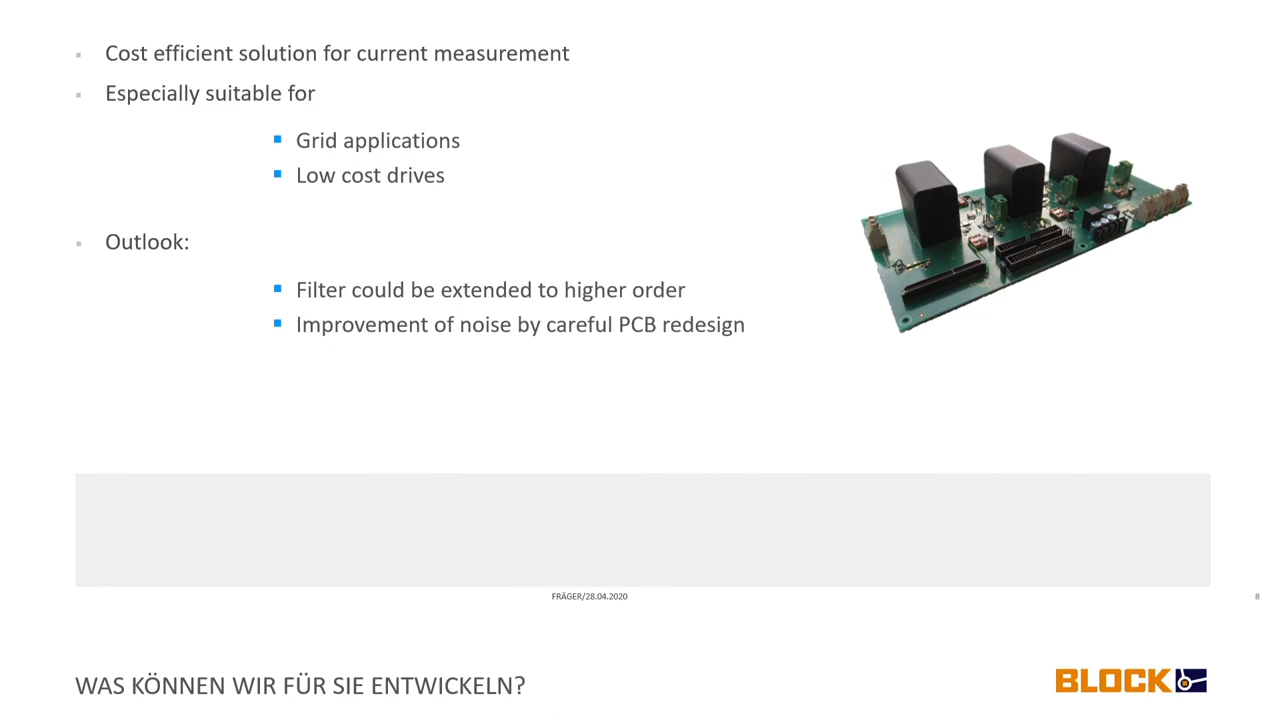 Cost efficient solution for current measurement
Especially suitable for
Grid applications
Low cost drives
Outlook:
Filter could be extended to higher order
Improvement of noise by careful PCB redesign
FRÄGER/28.04.2020
8
WAS KÖNNEN WIR FÜR SIE ENTWICKELN?
BLOCK